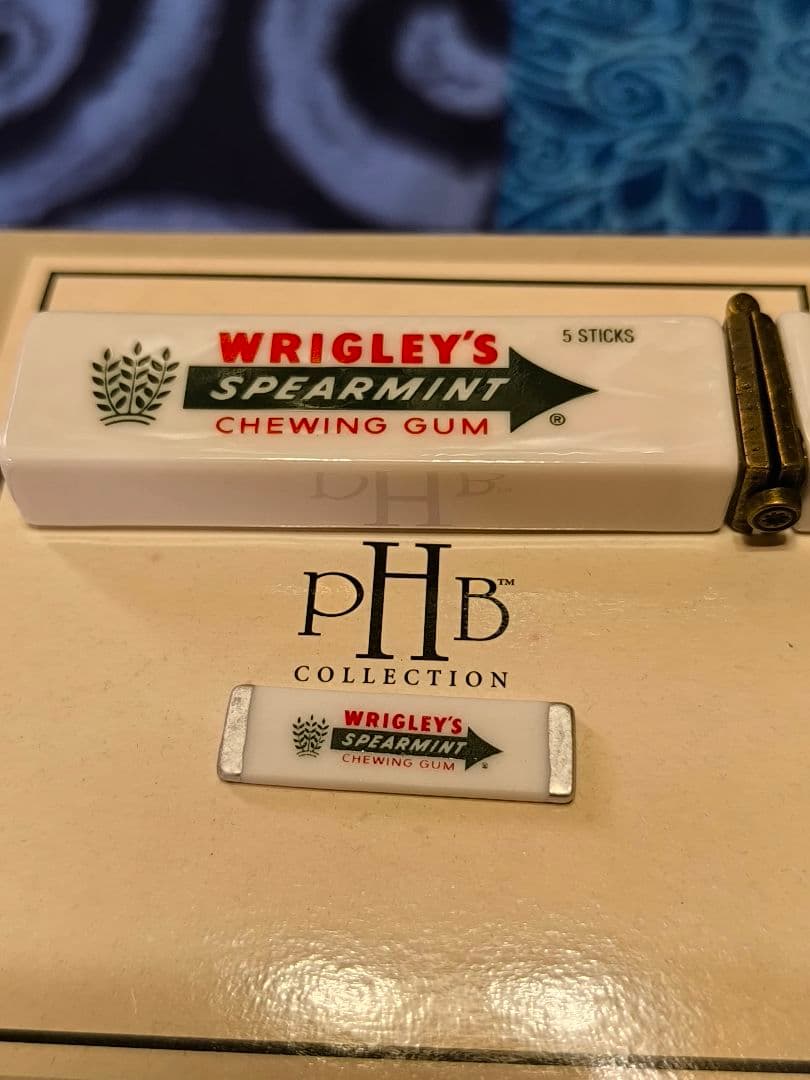 WRIGLEY'S
5 STICKS
SPEARMINT
CHEWING GUM ®
PHB™
COLLECTION
WRIGLEY'S
SPEARMINT
CHEWING GUM ®